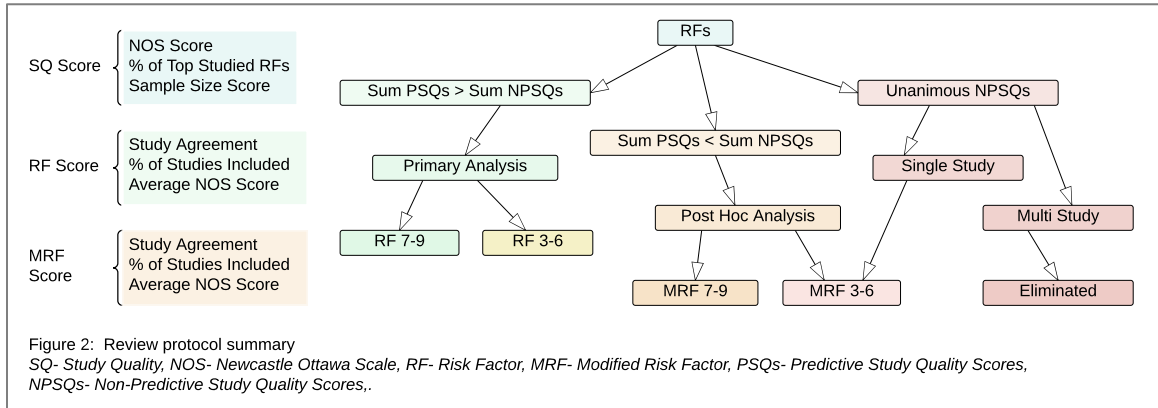 SQ Score
NOS Score
% of Top Studied RFs
Sample Size Score
RF Score
Study Agreement
% of Studies Included
Average NOS Score
MRF
Score
Study Agreement
% of Studies Included
Average NOS Score
RFs
Sum PSQs > Sum NPSQs
Unanimous NPSQs
Sum PSQs < Sum NPSQs
Primary Analysis
Single Study
Post Hoc Analysis
Multi Study
RF 7-9
RF 3-6
MRF 7-9
MRF 3-6
Eliminated
Figure 2:  Review protocol summary
SQ- Study Quality, NOS- Newcastle Ottawa Scale, RF- Risk Factor, MRF- Modified Risk Factor, PSQs- Predictive Study Quality Scores,
NPSQs- Non-Predictive Study Quality Scores,.